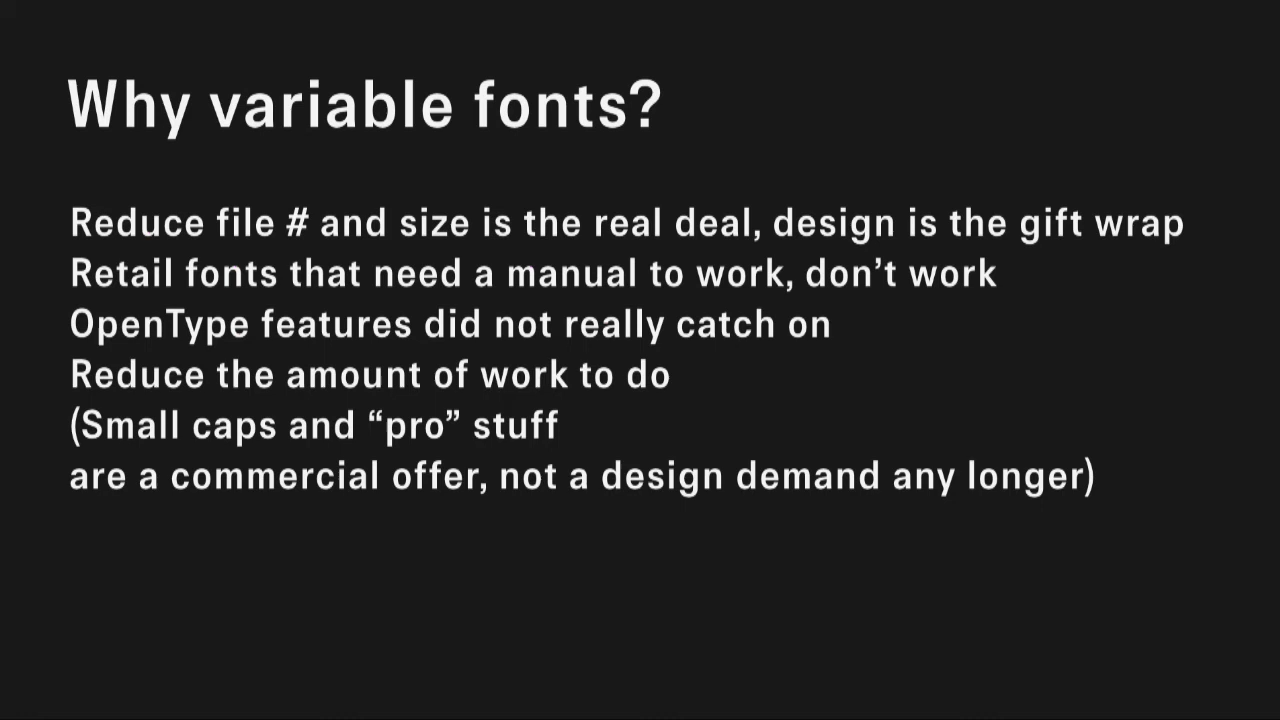 Why variable fonts?
Reduce file # and size is the real deal, design is the gift wrap
Retail fonts that need a manual to work, don’t work
OpenType features did not really catch on
Reduce the amount of work to do
(Small caps and “pro” stuff
are a commercial offer, not a design demand any longer)